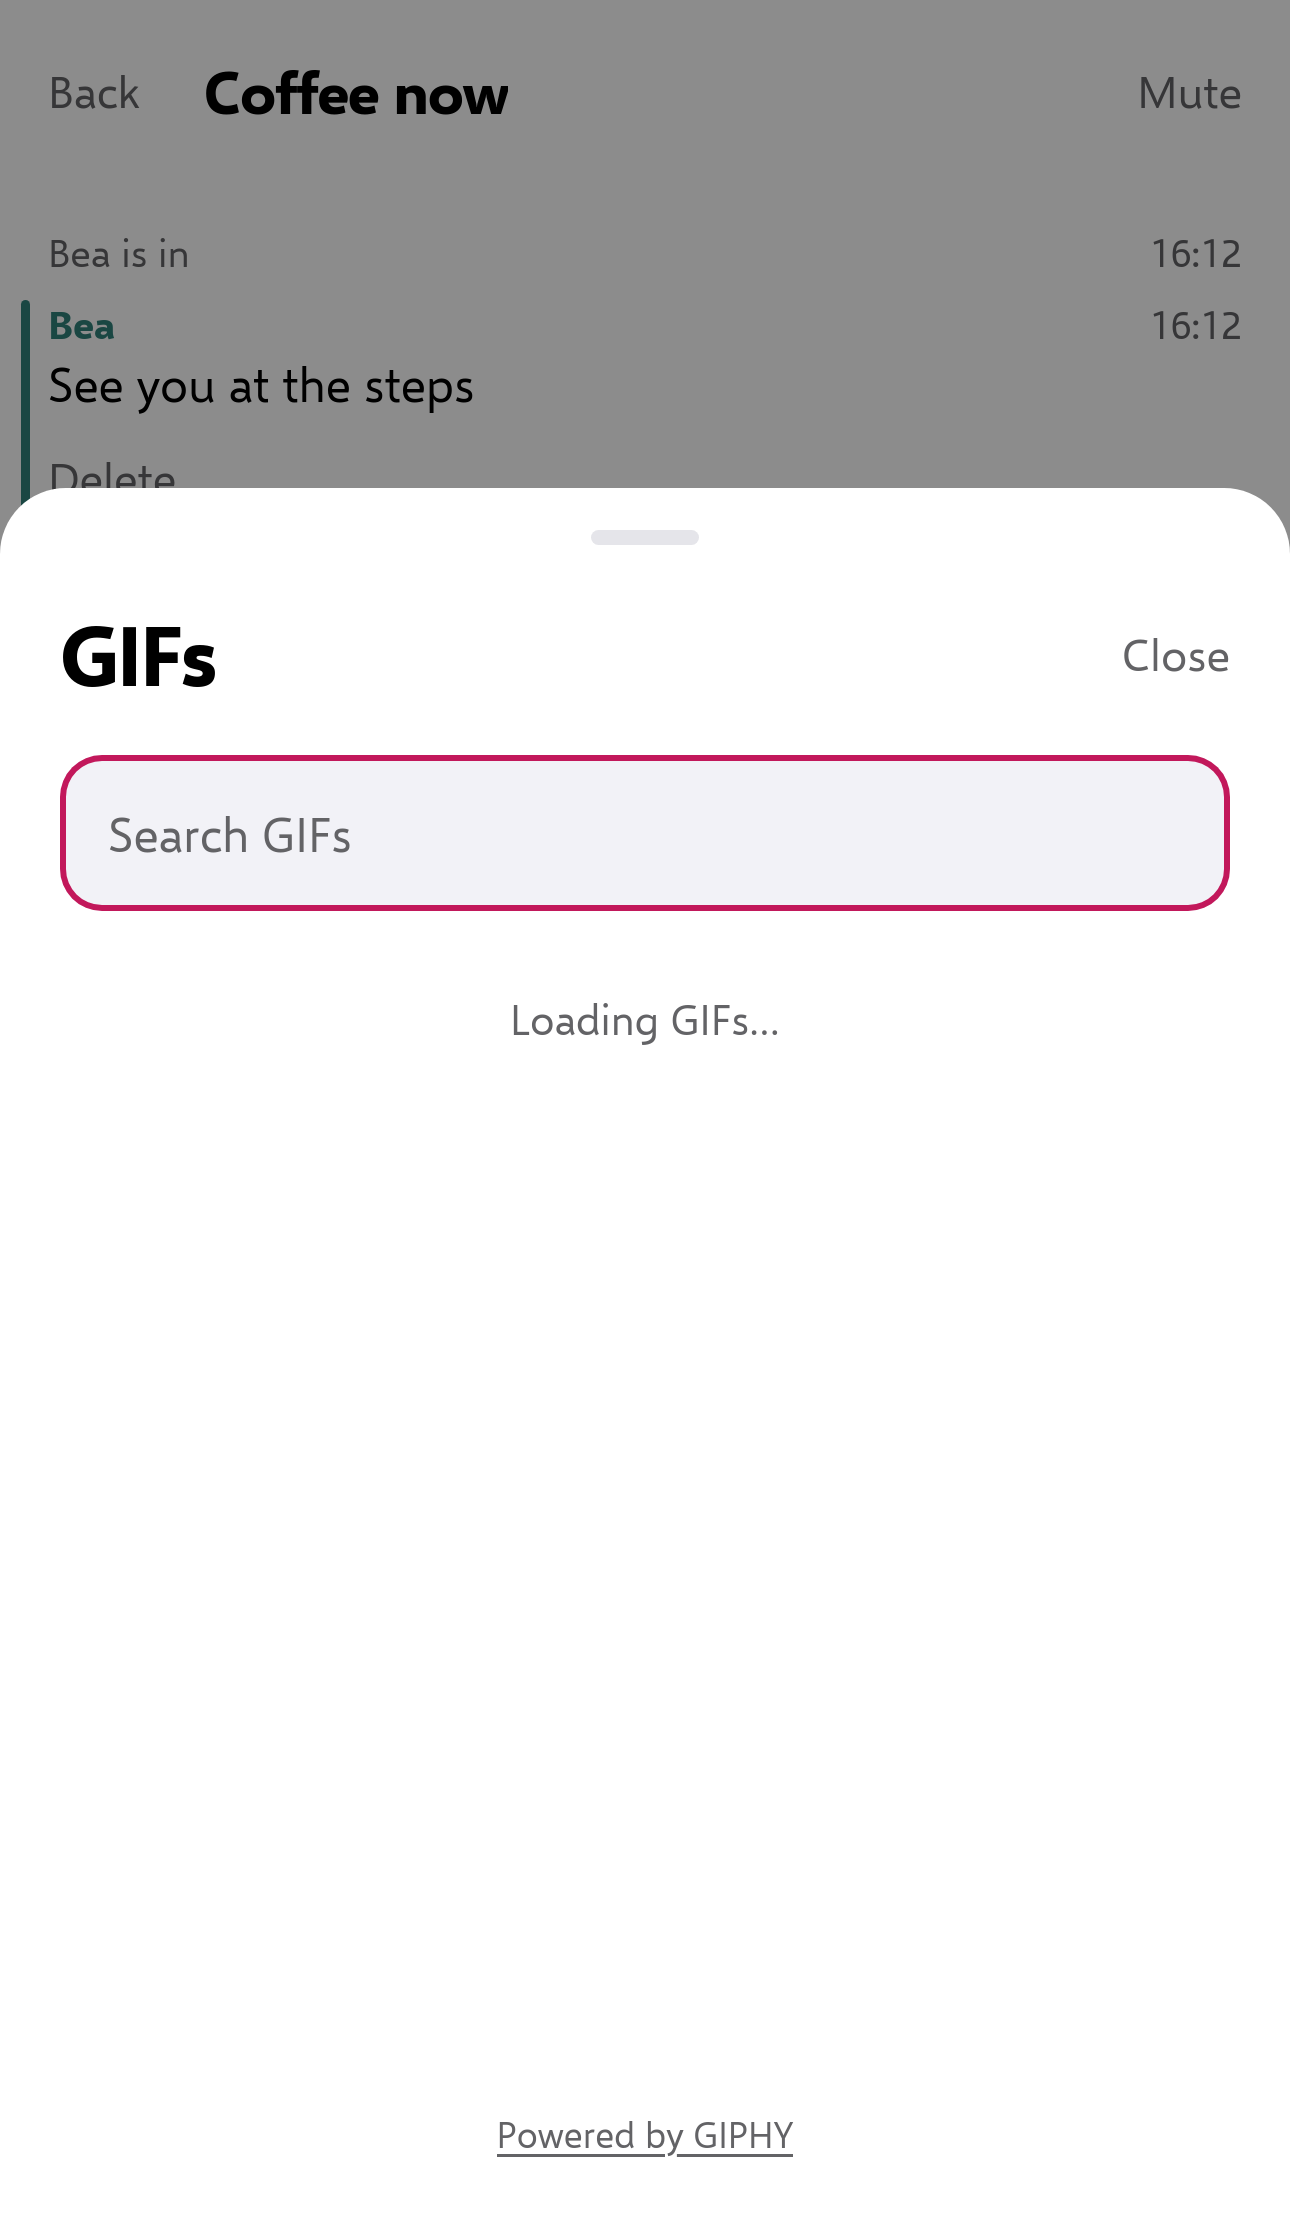 Back Coffee now Mute
Bea is in 16:12
Bea 16:12
See you at the steps
Delete
GIFs Close
Search GIFs
Loading GIFs...
Powered by GIPHY